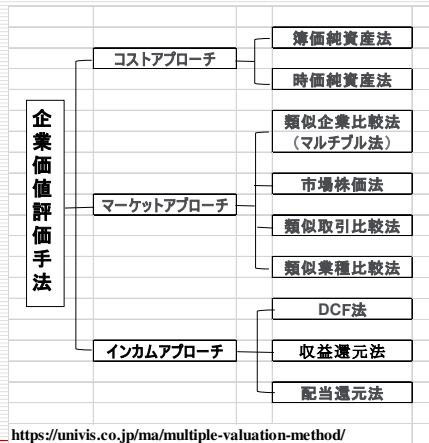 企業価値評価手法
コストアプローチ
簿価純資産法
時価純資産法
マーケットアプローチ
類似企業比較法
（マルチプル法）
市場株価法
類似取引比較法
類似業種比較法
インカムアプローチ
DCF法
収益還元法
配当還元法
https://univis.co.jp/ma/multiple-valuation-method/